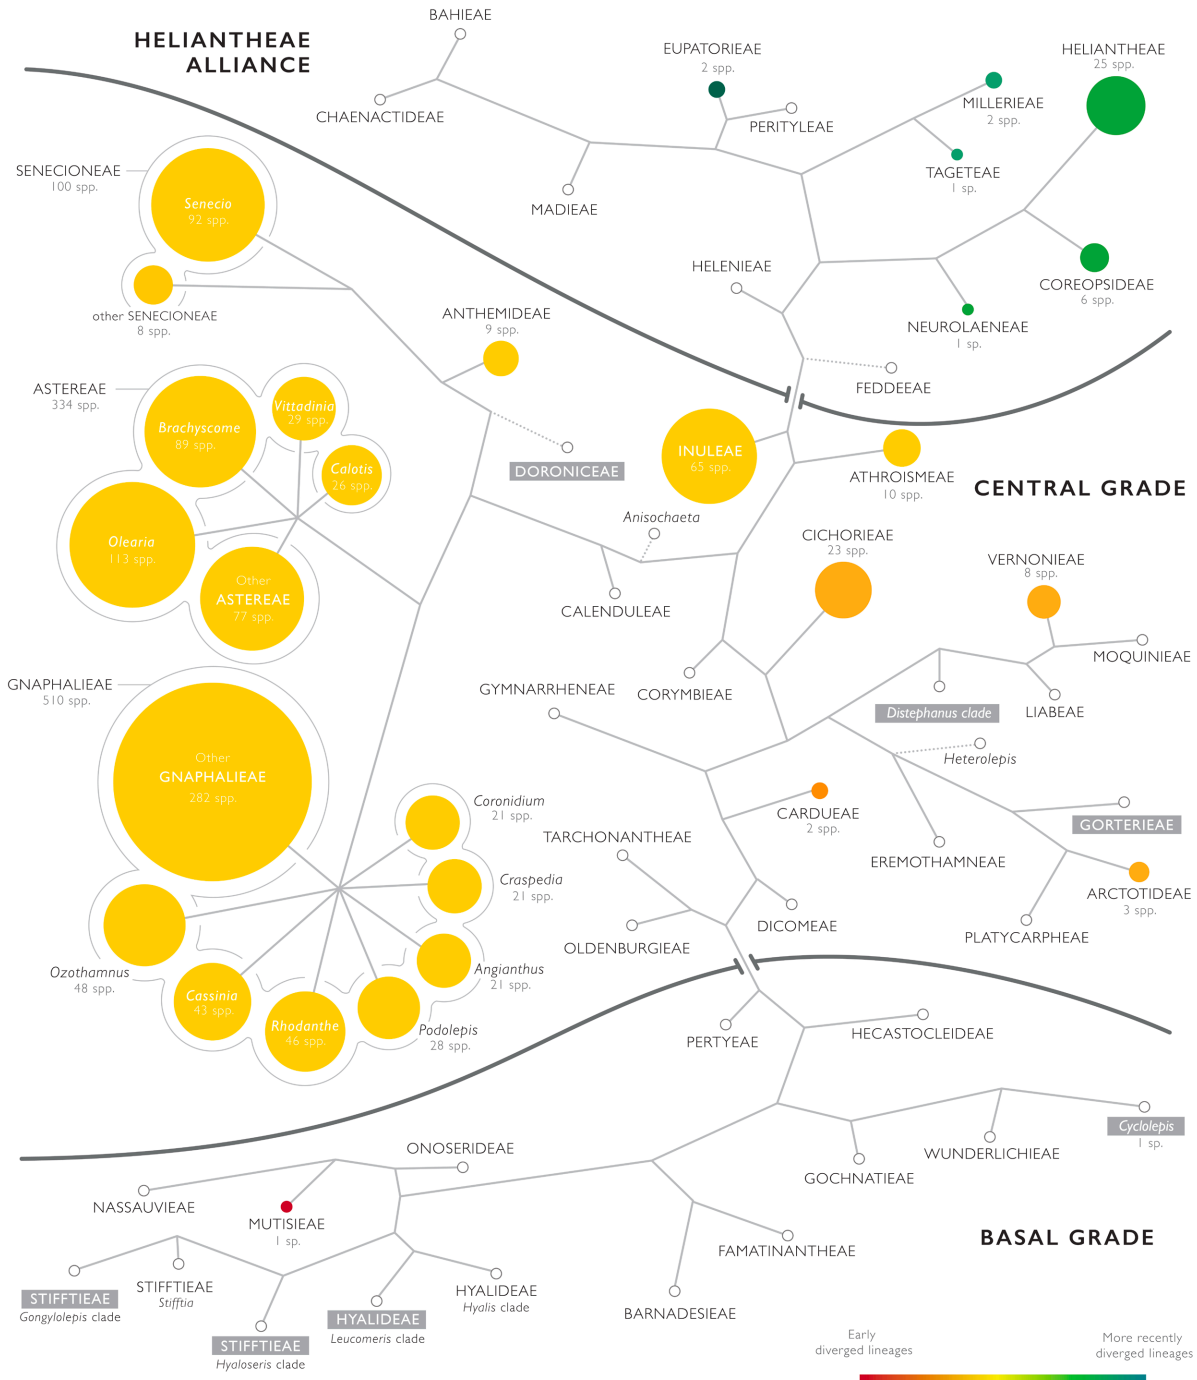 HELIANTHEAE
ALLIANCE
BAHIEAE
CHAENACTIDEAE
MADIEAE
EUPATORIEAE
2 spp.
PERITYLEAE
MILLERIEAE
2 spp.
TAGETEAE
1 sp.
HELIANTHEAE
25 spp.
COREOPSIDEAE
6 spp.
NEUROLAENEAE
1 sp.
HELENIEAE
FEDDEEAE
SENECIONEAE
100 spp.
Senecio
92 spp.
other SENECIONEAE
8 spp.
ANTHEMIDEAE
9 spp.
DORONICEAE
ASTEREAE
334 spp.
Brachyscome
89 spp.
Vittadinia
29 spp.
Calotis
26 spp.
Olearia
113 spp.
Other
ASTEREAE
77 spp.
INULEAE
65 spp.
ATHROISMEAE
10 spp.
CENTRAL GRADE
Anisochaeta
CALENDULEAE
CICHORIEAE
23 spp.
VERNONIEAE
8 spp.
MOQUINIEAE
LIABEAE
Distephanus clade
CORYMBIEAE
GYMNARRHENEAE
Heterolepis
GORTERIEAE
ARCTOTIDEAE
3 spp.
PLATYCARPHEAE
EREMOTHAMNEAE
CARDUEAE
2 spp.
TARCHONANTHEAE
OLDENBURGIEAE
DICOMEAE
GNAPHALIEAE
510 spp.
Other
GNAPHALIEAE
282 spp.
Coronidium
21 spp.
Craspedia
21 spp.
Angianthus
21 spp.
Podolepis
28 spp.
Rhodanthe
46 spp.
Cassinia
43 spp.
Ozothamnus
48 spp.
PERTYEAE
HECASTOCLEIDEAE
Cyclolepis
1 sp.
WUNDERLICHIEAE
GOCHNATIEAE
ONOSERIDEAE
NASSAUVIEAE
MUTISIEAE
1 sp.
BASAL GRADE
FAMATINANTHEAE
BARNADESIEAE
STIFFTIEAE
Gongylolepis clade
STIFFTIEAE
Stifftia
STIFFTIEAE
Hyaloseris clade
HYALIDEAE
Leucomeris clade
HYALIDEAE
Hyalis clade
Early
diverged lineages
More recently
diverged lineages